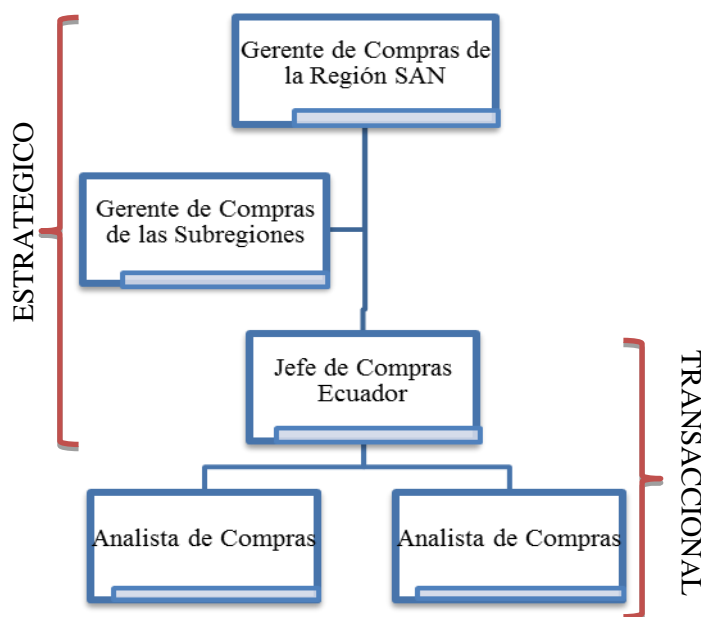 Gerente de Compras de
la Región SAN
ESTRATEGICO
Gerente de Compras
de las Subregiones
Jefe de Compras
Ecuador
TRANSACCIONAL
Analista de Compras
Analista de Compras